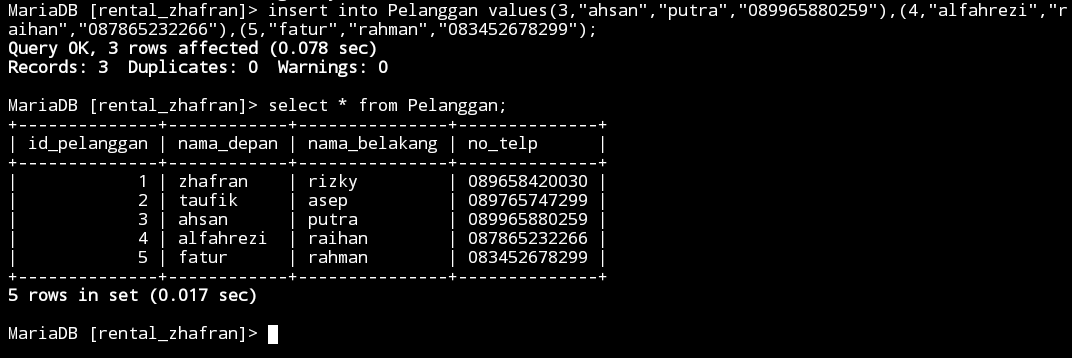 MariaDB [rental_zhafran]> insert into Pelanggan values(3,"ahsan","putra","089965880259"),(4,"alfahrezi","r
aihan","087865232266"),(5,"fatur","rahman","083452678299");
Query OK, 3 rows affected (0.078 sec)
Records: 3  Duplicates: 0  Warnings: 0

MariaDB [rental_zhafran]> select * from Pelanggan;
+--------------+------------+---------------+--------------+
| id_pelanggan | nama_depan | nama_belakang | no_telp      |
+--------------+------------+---------------+--------------+
|            1 | zhafran    | rizky         | 089658420030 |
|            2 | taufik     | asep          | 089765747299 |
|            3 | ahsan      | putra         | 089965880259 |
|            4 | alfahrezi  | raihan        | 087865232266 |
|            5 | fatur      | rahman        | 083452678299 |
+--------------+------------+---------------+--------------+
5 rows in set (0.017 sec)

MariaDB [rental_zhafran]>